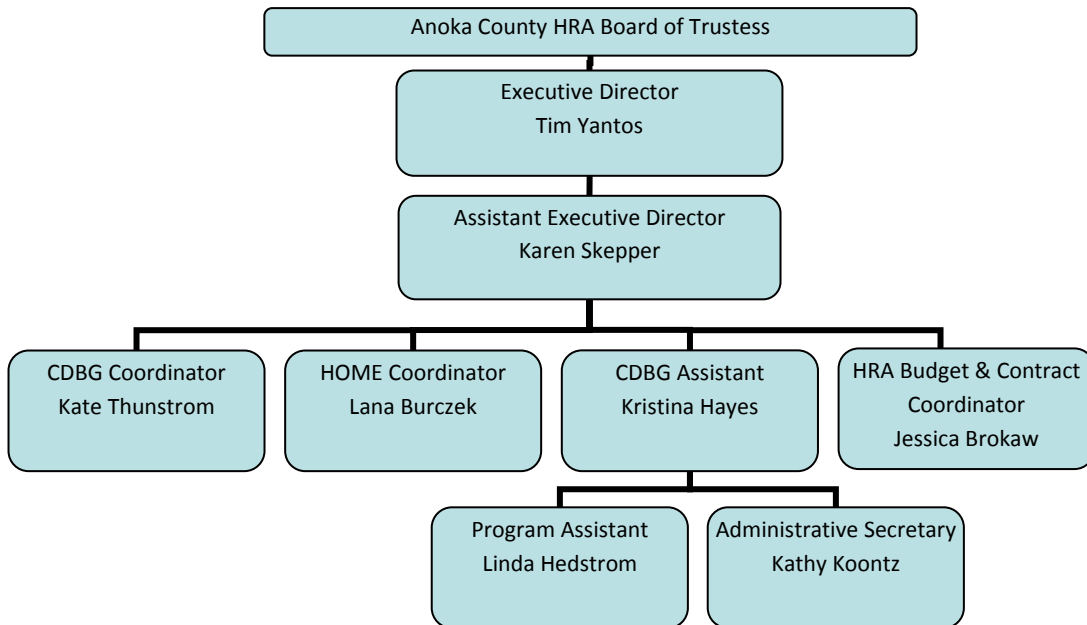 Anoka County HRA Board of Trustess
Executive Director
Tim Yantos
Assistant Executive Director
Karen Skepper
CDBG Coordinator
Kate Thunstrom
HOME Coordinator
Lana Burczek
CDBG Assistant
Kristina Hayes
HRA Budget & Contract
Coordinator
Jessica Brokaw
Program Assistant
Linda Hedstrom
Administrative Secretary
Kathy Koontz